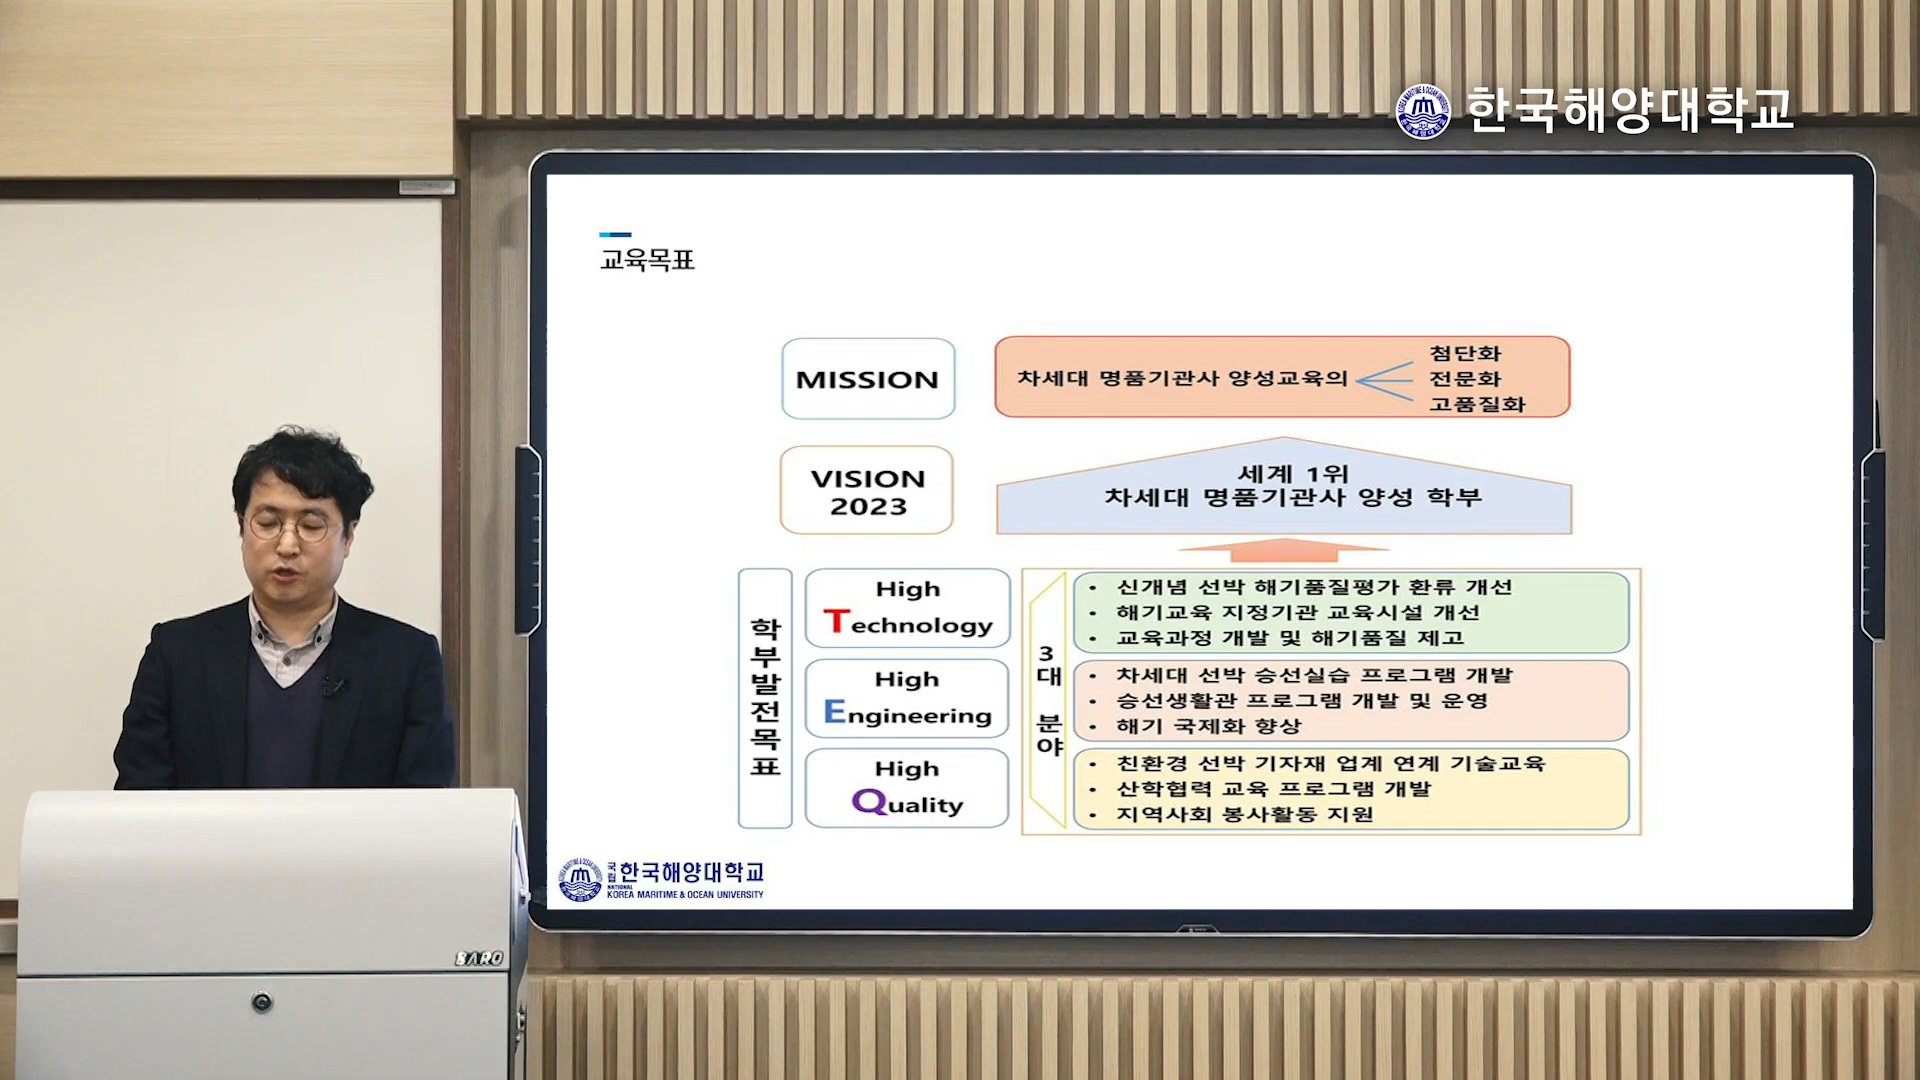 한국해양대학교
교육목표
MISSION
차세대 명품기관사 양성교육의
첨단화
전문화
고품질화
VISION
2023
세계 1위
차세대 명품기관사 양성 학부
학부발전목표
High
Technology
High
Engineering
High
Quality
3대 분야
• 신개념 선박 해기품질평가 환류 개선
• 해기교육 지정기관 교육시설 개선
• 교육과정 개발 및 해기품질 제고
• 차세대 선박 승선실습 프로그램 개발
• 승선생활관 프로그램 개발 및 운영
• 해기 국제화 향상
• 친환경 선박 기자재 업계 연계 기술교육
• 산학협력 교육 프로그램 개발
• 지역사회 봉사활동 지원
국립 한국해양대학교
NATIONAL
KOREA MARITIME & OCEAN UNIVERSITY
BARO